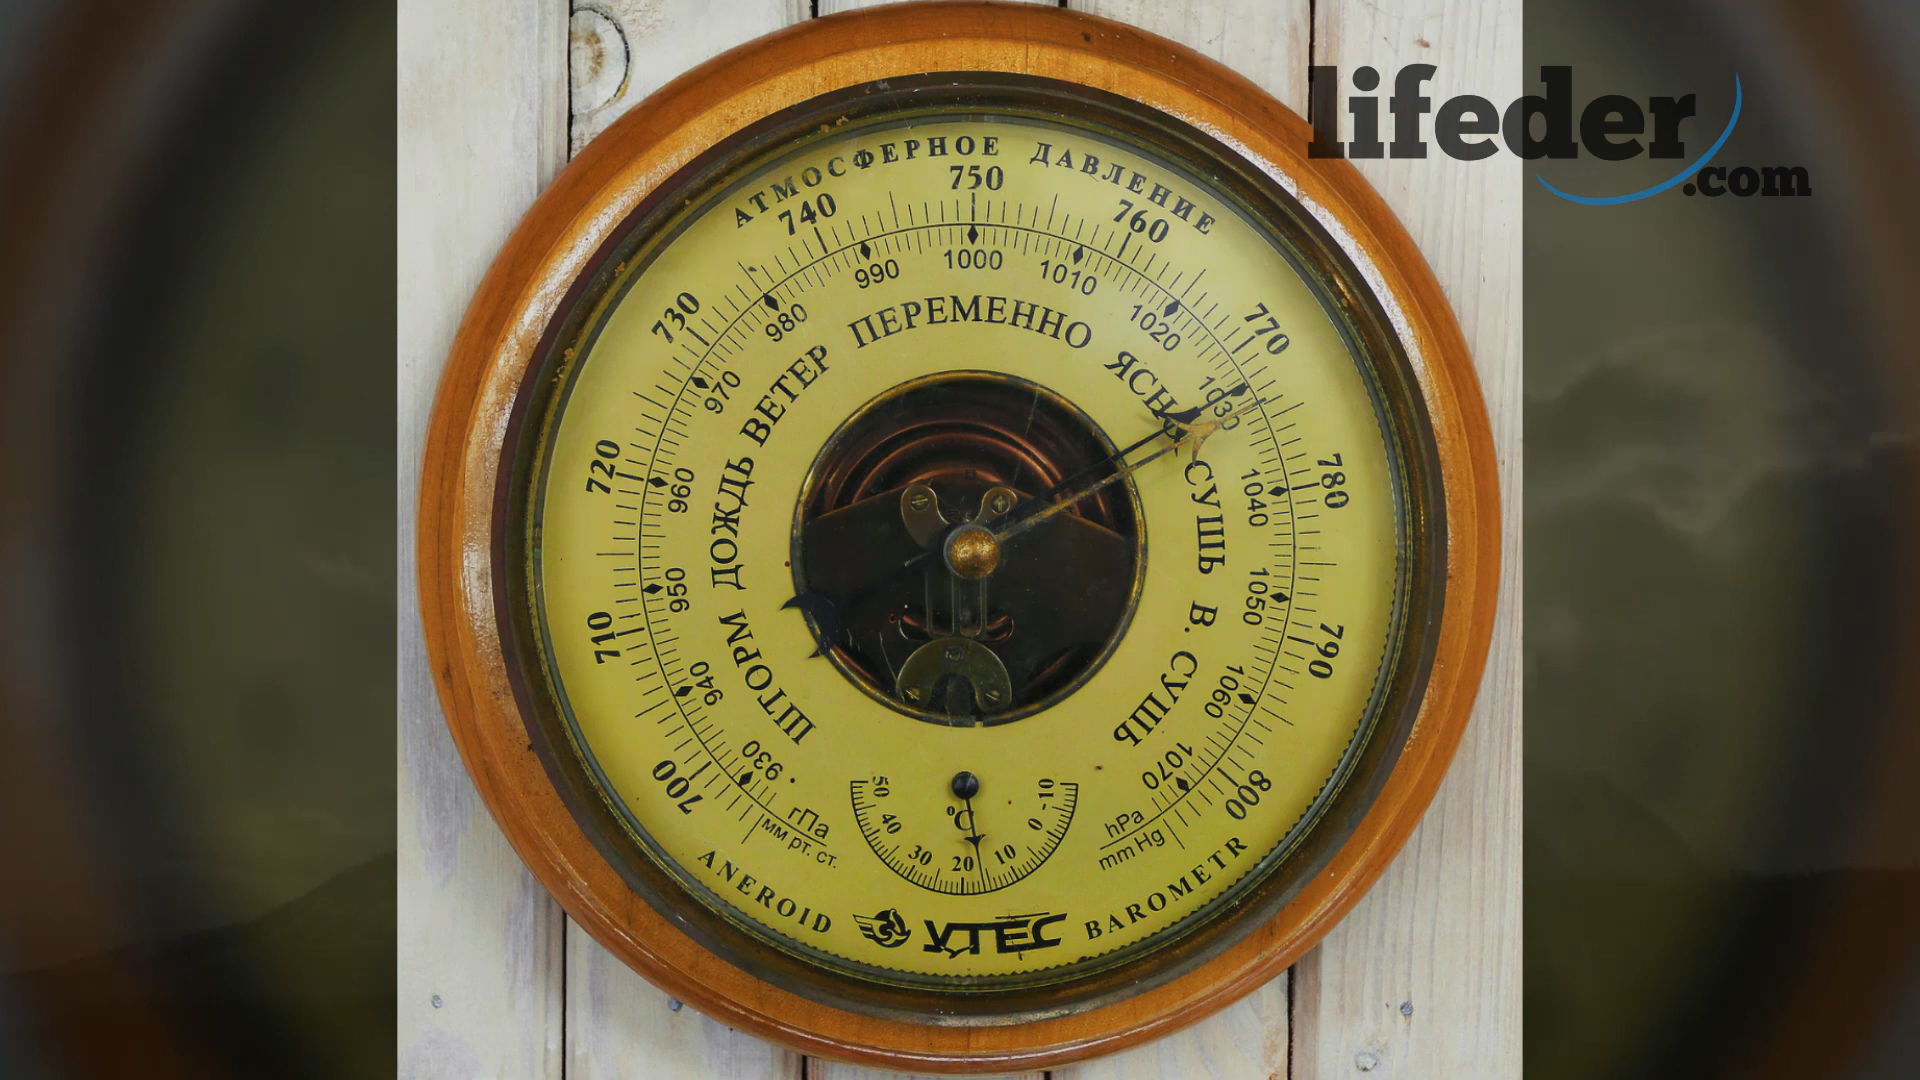 lifeder
.com
АТМОСФЕРНОЕ ДАВЛЕНИЕ
700 710 720 730 740 750 760 770 780 790 800
930 940 950 960 970 980 990 1000 1010 1020 1030 1040 1050 1060 1070
ШТОРМ ДОЖДЬ ВЕТЕР ПЕРЕМЕННО ЯСНО СУШЬ В. СУШЬ
гПа
мм рт. ст.
hPa
mmHg
50 40 30 20 10 0 -10
°C
ANEROID УТЕС BAROMETR